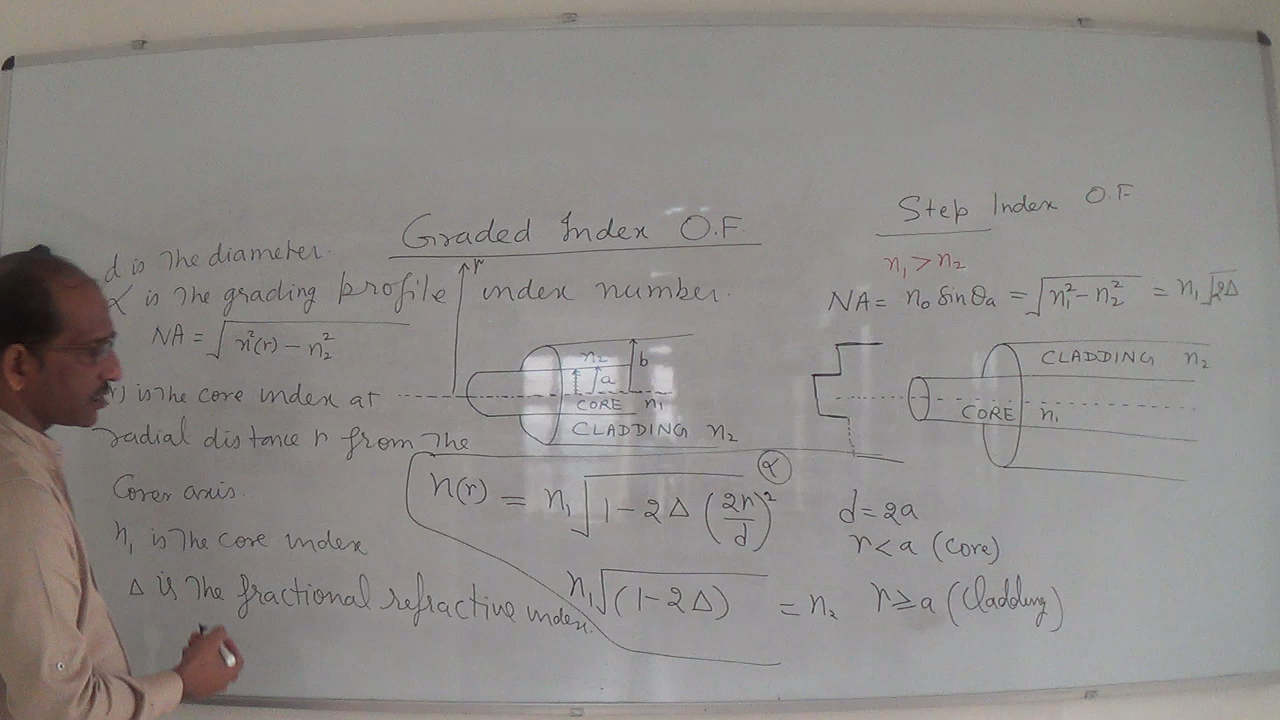 Graded Index O.F.
d is The diameter.
α is The grading profile index number.
NA = √(n²(r) – n₂²)
r) is The core index at
radial distance r from The
Corer axis.
n₁ is The core index
Δ is The fractional refractive index.
r
n₂
a
b
CORE n₁
CLADDING n₂
n(r) = n₁ √(1 – 2Δ (2r/d)²
α
n₁√(1 – 2Δ) = n₂
Step Index O.F
n₁ > n₂
NA = n₀ Sin θa = √(n₁² – n₂²) = n₁ √2Δ
CLADDING n₂
CORE n₁
d = 2a
r < a (Core)
r ≥ a (Cladding)